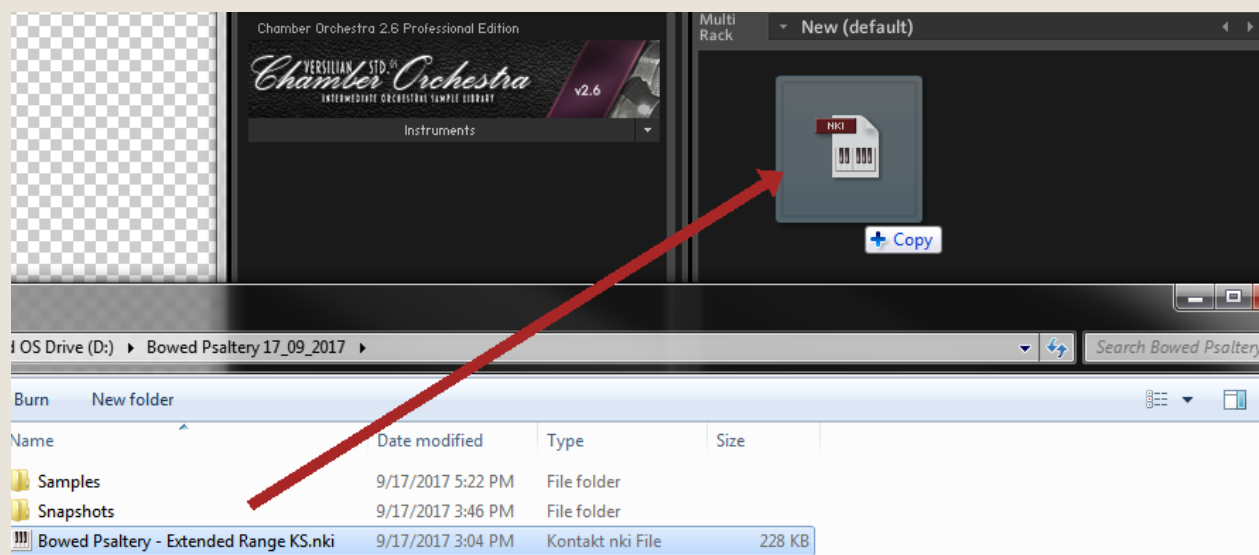 Chamber Orchestra 2.6 Professional Edition
VERSILIAN STD.
Chamber Orchestra
INTERMEDIATE ORCHESTRAL SAMPLE LIBRARY
v2.6
Instruments
Multi
Rack
New (default)
NKI
Copy
OS Drive (D:) Bowed Psaltery 17_09_2017
Search Bowed Psaltery
Burn New folder
Name Date modified Type Size
Samples 9/17/2017 5:22 PM File folder
Snapshots 9/17/2017 3:46 PM File folder
Bowed Psaltery - Extended Range KS.nki 9/17/2017 3:04 PM Kontakt nki File 228 KB